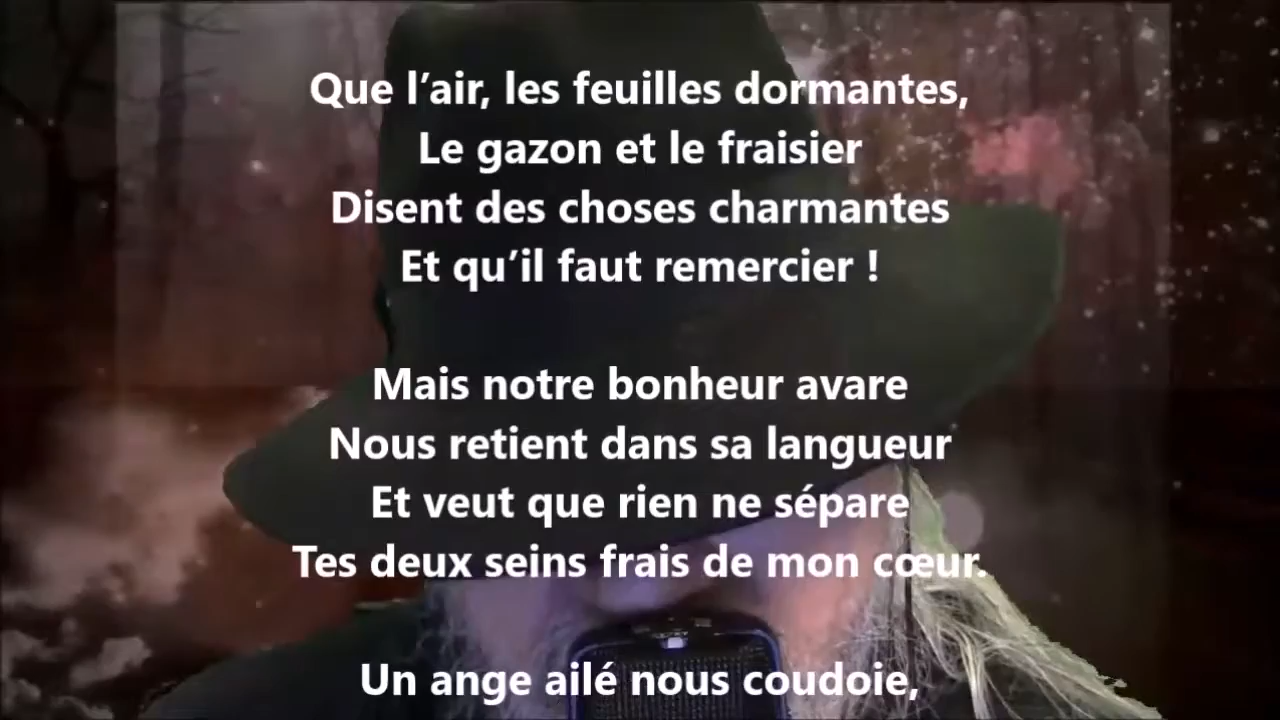 Que l’air, les feuilles dormantes,
Le gazon et le fraisier
Disent des choses charmantes
Et qu’il faut remercier !
Mais notre bonheur avare
Nous retient dans sa langueur
Et veut que rien ne sépare
Tes deux seins frais de mon cœur.
Un ange ailé nous coudoie,